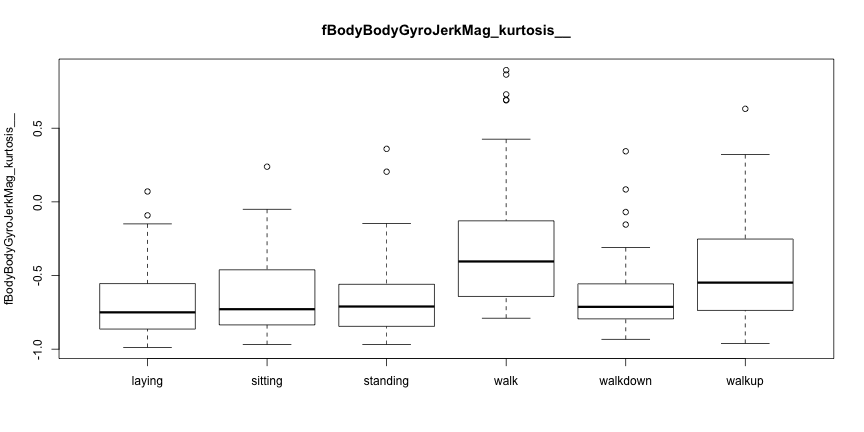 fBodyBodyGyroJerkMag_kurtosis__
fBodyBodyGyroJerkMag_kurtosis__
0.5
0.0
-0.5
-1.0
laying sitting standing walk walkdown walkup